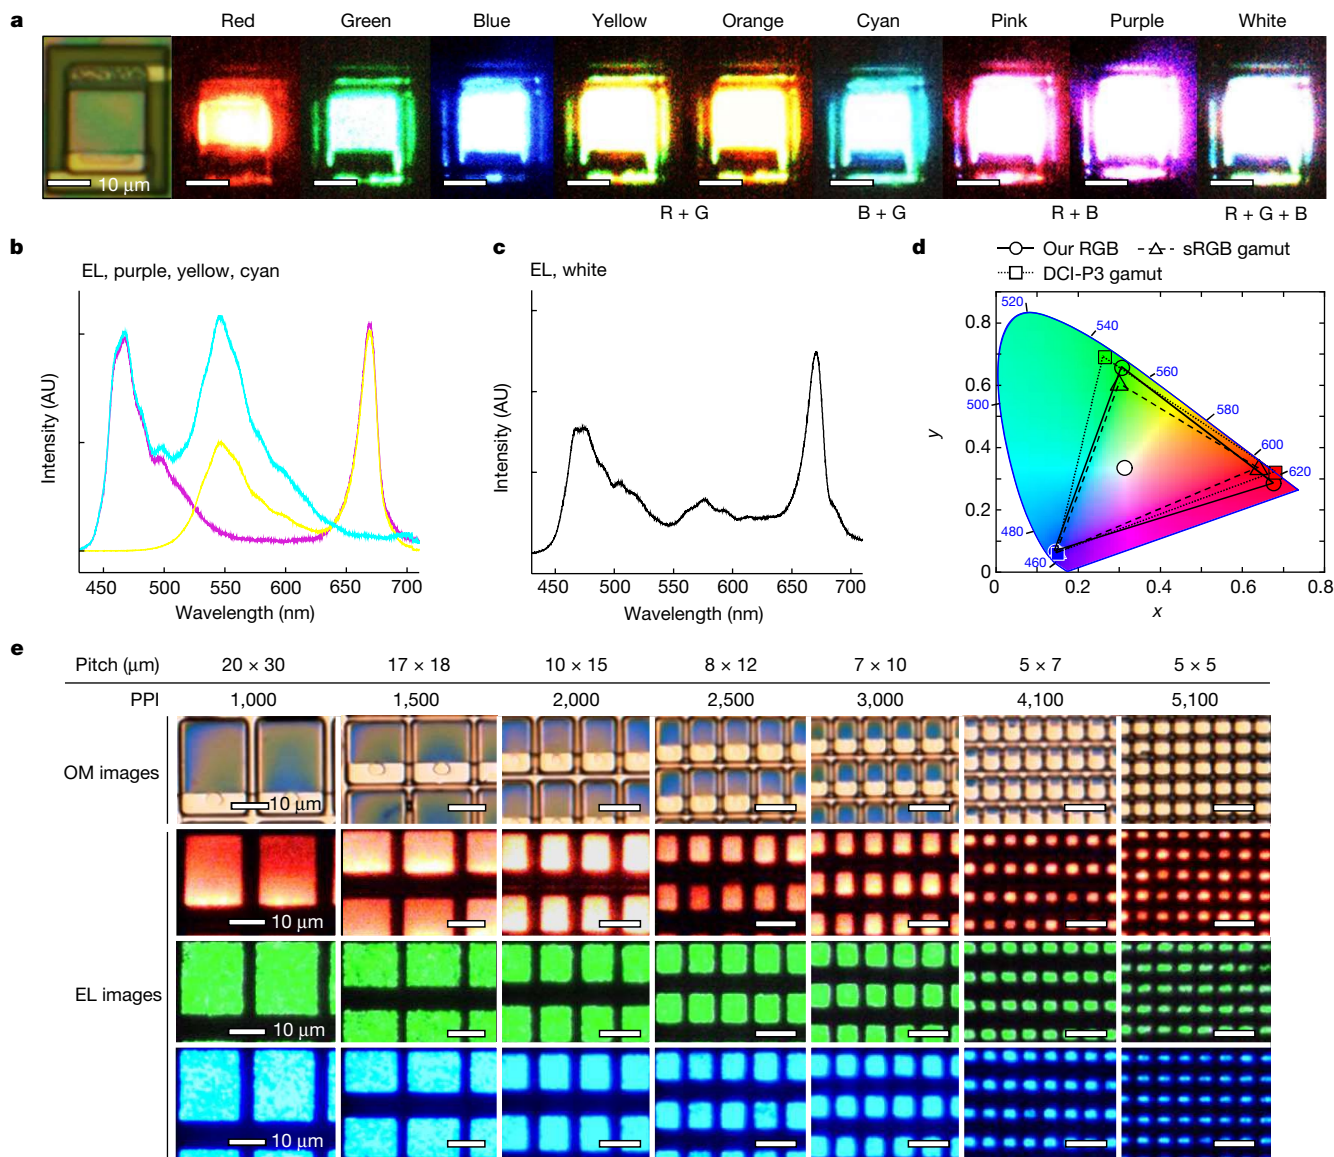 a
Red Green Blue Yellow Orange Cyan Pink Purple White
10 μm
R + G B + G R + B R + G + B
b
EL, purple, yellow, cyan
Intensity (AU)
450 500 550 600 650 700
Wavelength (nm)
c
EL, white
Intensity (AU)
450 500 550 600 650 700
Wavelength (nm)
d
Our RGB sRGB gamut
DCI-P3 gamut
520
540
560
580
600
620
500
480
460
0.8
0.6
0.4
0.2
0
y
0 0.2 0.4 0.6 0.8
x
e
Pitch (μm) 20 × 30 17 × 18 10 × 15 8 × 12 7 × 10 5 × 7 5 × 5
PPI 1,000 1,500 2,000 2,500 3,000 4,100 5,100
OM images
10 μm
10 μm
EL images
10 μm
10 μm